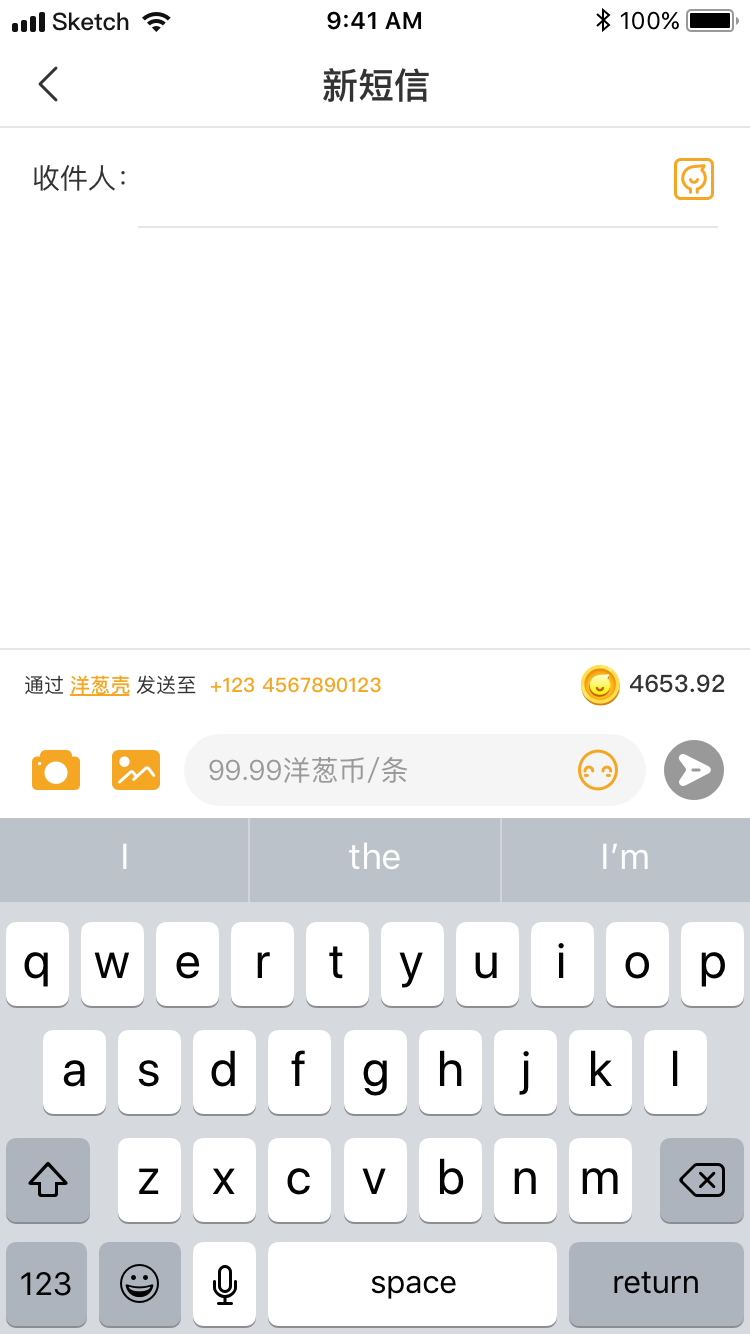 Sketch 9:41 AM 100%
新短信
收件人：
通过 洋葱壳 发送至 +123 4567890123 4653.92
99.99洋葱币/条
I the I'm
q w e r t y u i o p
a s d f g h j k l
z x c v b n m
123 space return